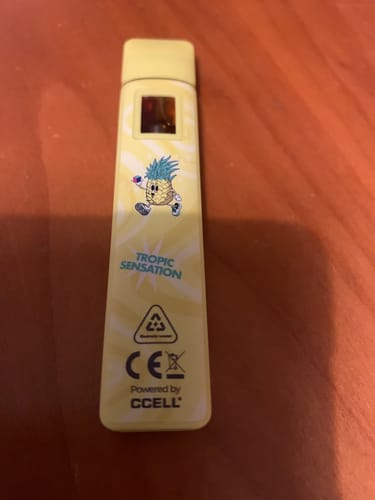 TROPIC
SENSATION
CE
Powered by
CCELL®